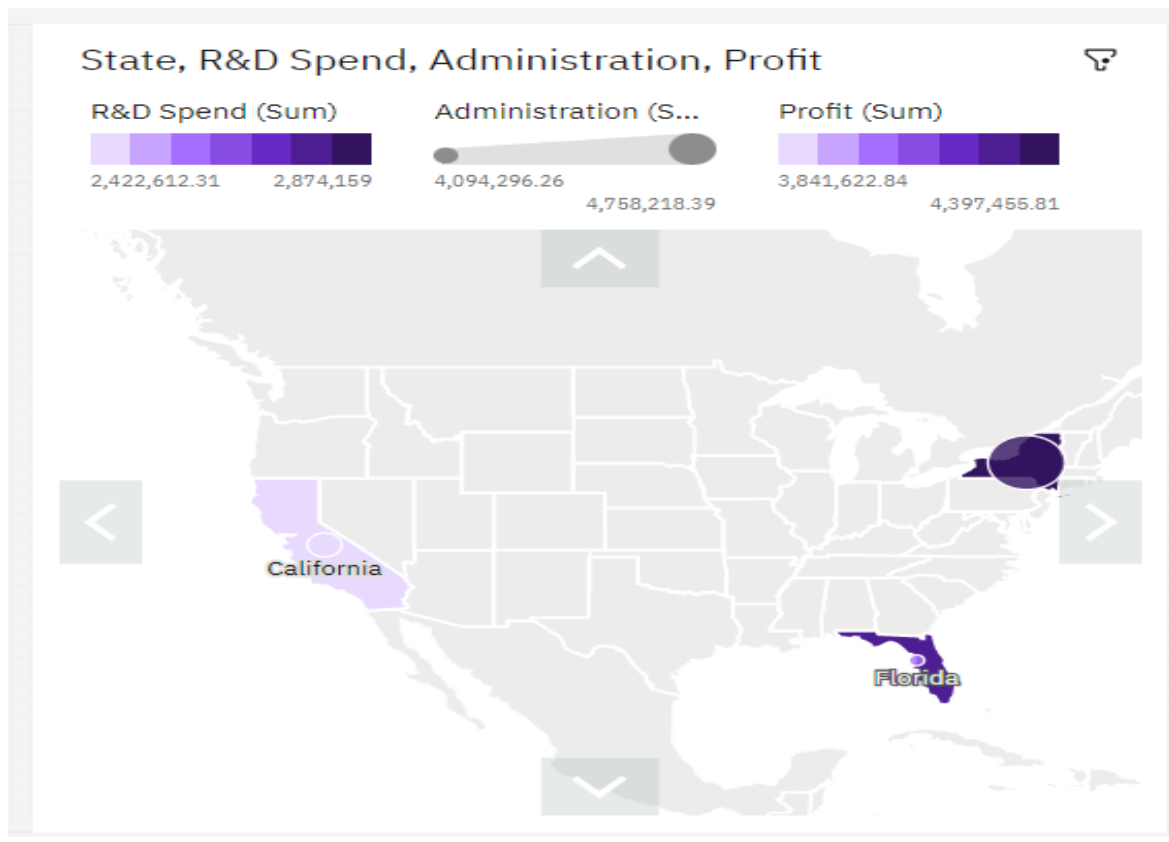 State, R&D Spend, Administration, Profit
R&D Spend (Sum)
2,422,612.31 2,874,159
Administration (S...
4,094,296.26
4,758,218.39
Profit (Sum)
3,841,622.84
4,397,455.81
California
Florida